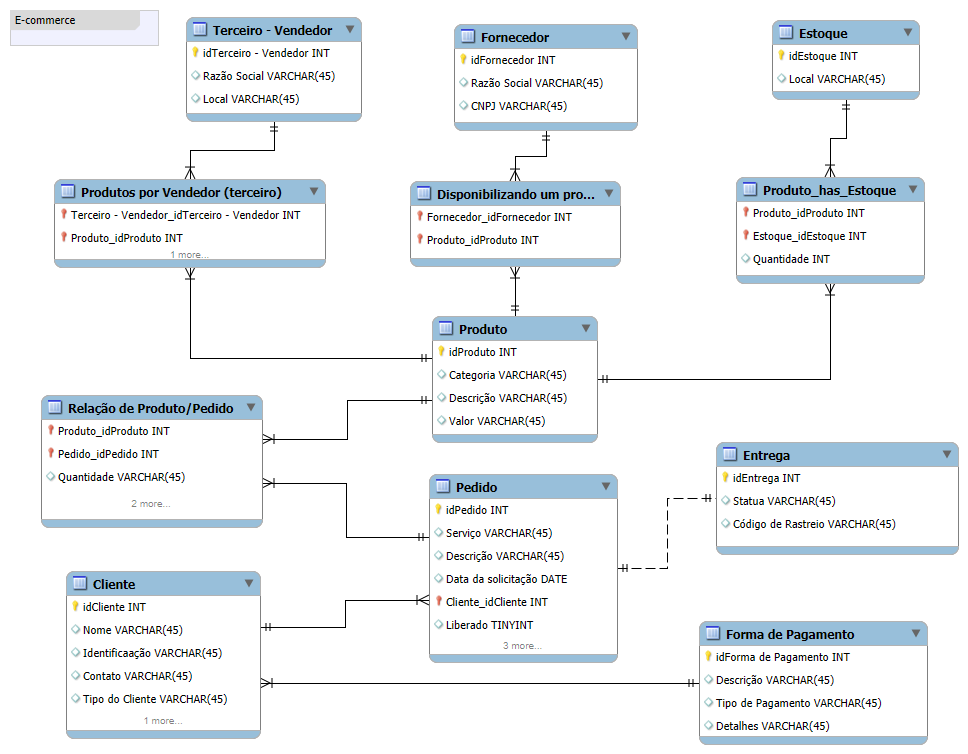 E-commerce
Terceiro - Vendedor
idTerceiro - Vendedor INT
Razão Social VARCHAR(45)
Local VARCHAR(45)
Fornecedor
idFornecedor INT
Razão Social VARCHAR(45)
CNPJ VARCHAR(45)
Estoque
idEstoque INT
Local VARCHAR(45)
Produtos por Vendedor (terceiro)
Terceiro - Vendedor_idTerceiro - Vendedor INT
Produto_idProduto INT
1 more...
Disponibilizando um pro...
Fornecedor_idFornecedor INT
Produto_idProduto INT
Produto_has_Estoque
Produto_idProduto INT
Estoque_idEstoque INT
Quantidade INT
Produto
idProduto INT
Categoria VARCHAR(45)
Descrição VARCHAR(45)
Valor VARCHAR(45)
Relação de Produto/Pedido
Produto_idProduto INT
Pedido_idPedido INT
Quantidade VARCHAR(45)
2 more...
Pedido
idPedido INT
Serviço VARCHAR(45)
Descrição VARCHAR(45)
Data da solicitação DATE
Cliente_idCliente INT
Liberado TINYINT
3 more...
Entrega
idEntrega INT
Statua VARCHAR(45)
Código de Rastreio VARCHAR(45)
Cliente
idCliente INT
Nome VARCHAR(45)
Identificaação VARCHAR(45)
Contato VARCHAR(45)
Tipo do Cliente VARCHAR(45)
1 more...
Forma de Pagamento
idForma de Pagamento INT
Descrição VARCHAR(45)
Tipo de Pagamento VARCHAR(45)
Detalhes VARCHAR(45)